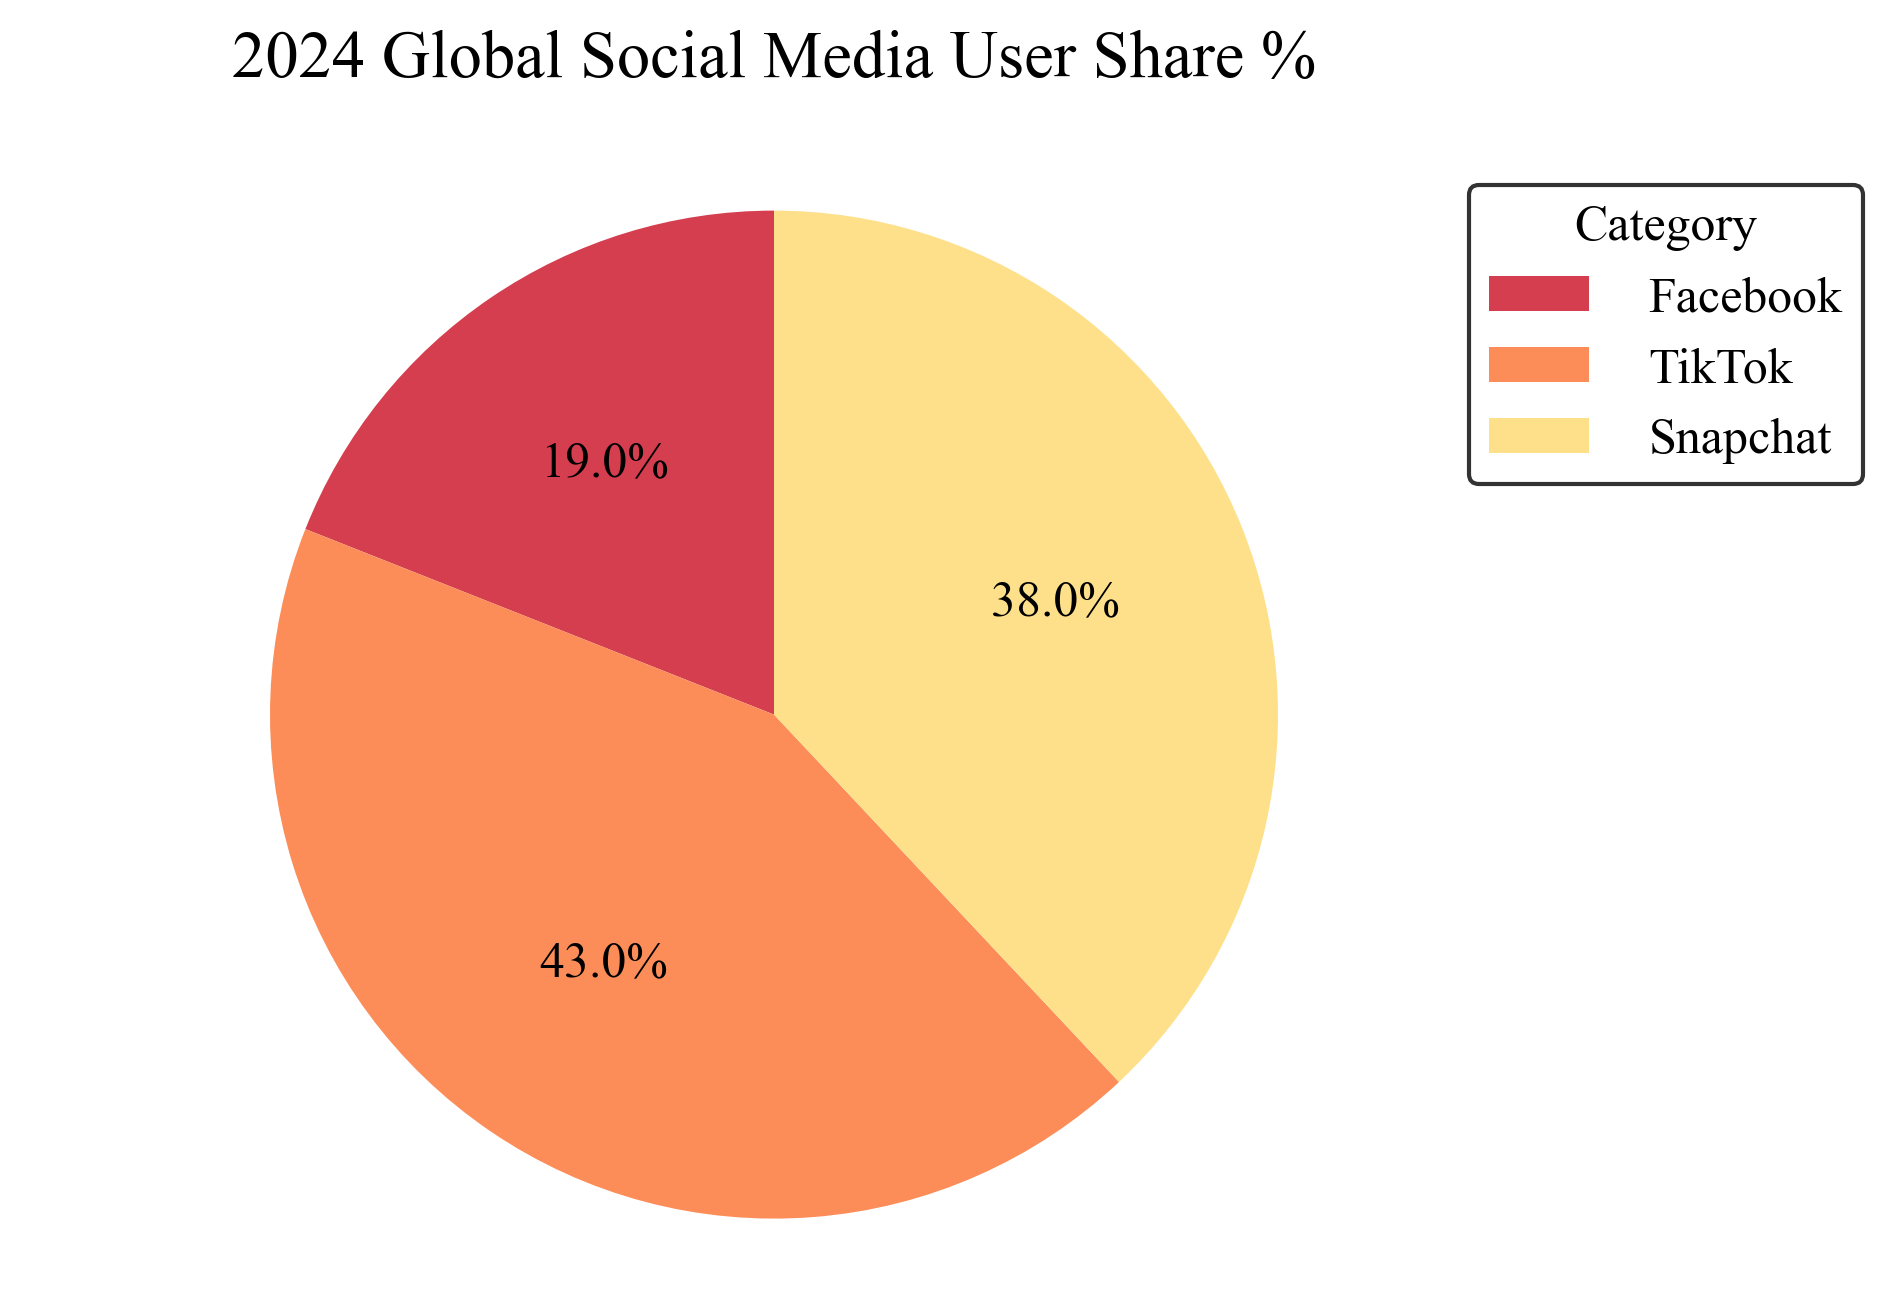 2024 Global Social Media User Share %
Category
Facebook
TikTok
Snapchat
19.0%
38.0%
43.0%